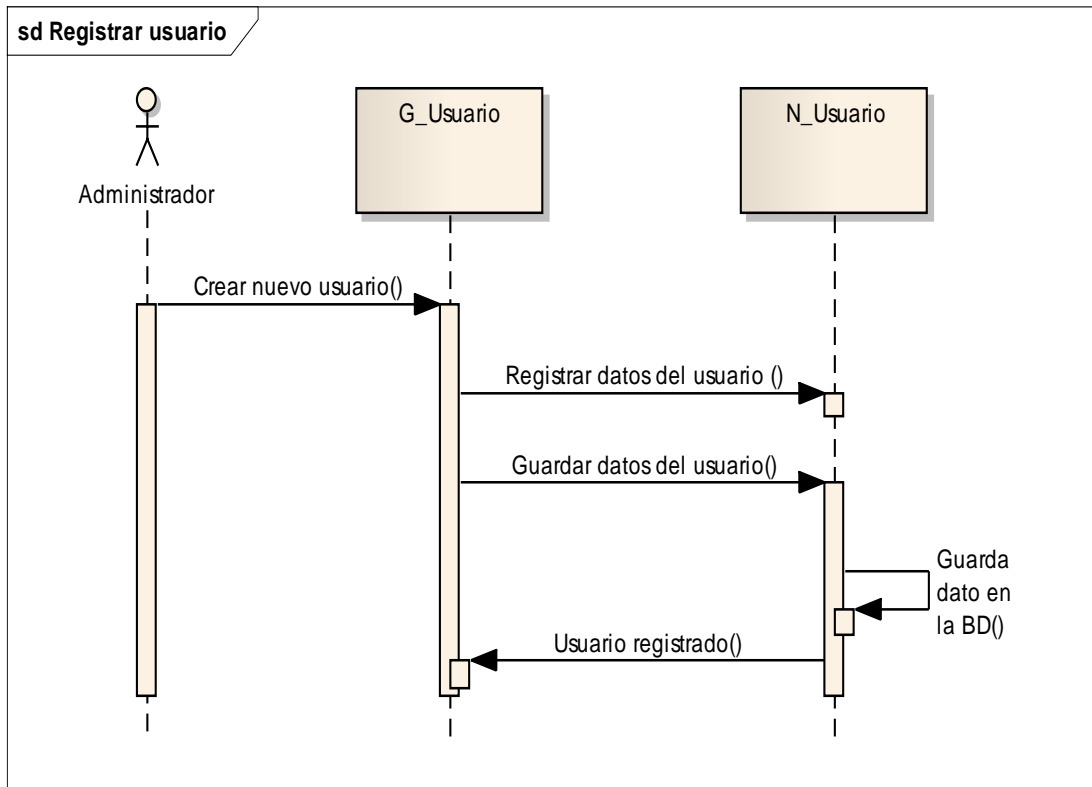 sd Registrar usuario
G_Usuario
N_Usuario
Administrador
Crear nuevo usuario()
Registrar datos del usuario ()
Guardar datos del usuario()
Guarda
dato en
la BD()
Usuario registrado()